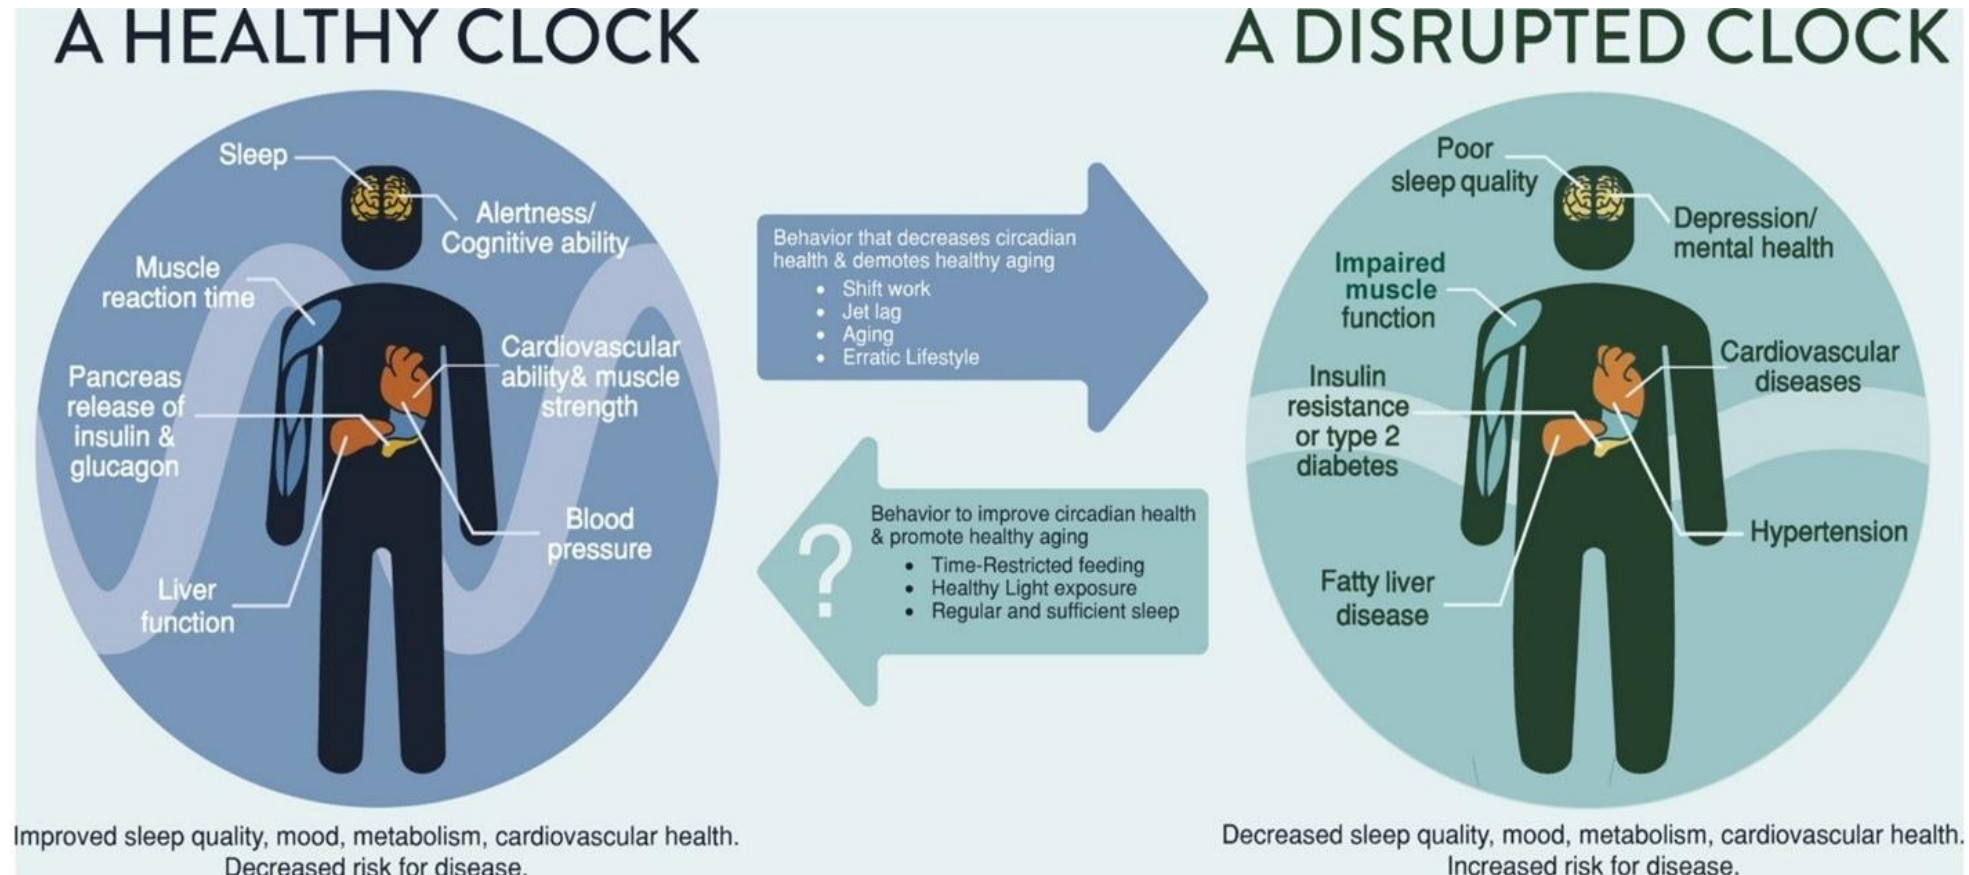 A HEALTHY CLOCK
Sleep
Alertness/
Cognitive ability
Muscle
reaction time
Cardiovascular
ability& muscle
strength
Pancreas
release of
insulin &
glucagon
Blood
pressure
Liver
function
Improved sleep quality, mood, metabolism, cardiovascular health.
Decreased risk for disease.
Behavior that decreases circadian
health & demotes healthy aging
• Shift work
• Jet lag
• Aging
• Erratic Lifestyle
?
Behavior to improve circadian health
& promote healthy aging
• Time-Restricted feeding
• Healthy Light exposure
• Regular and sufficient sleep
A DISRUPTED CLOCK
Poor
sleep quality
Depression/
mental health
Impaired
muscle
function
Cardiovascular
diseases
Insulin
resistance
or type 2
diabetes
Hypertension
Fatty liver
disease
Decreased sleep quality, mood, metabolism, cardiovascular health.
Increased risk for disease.